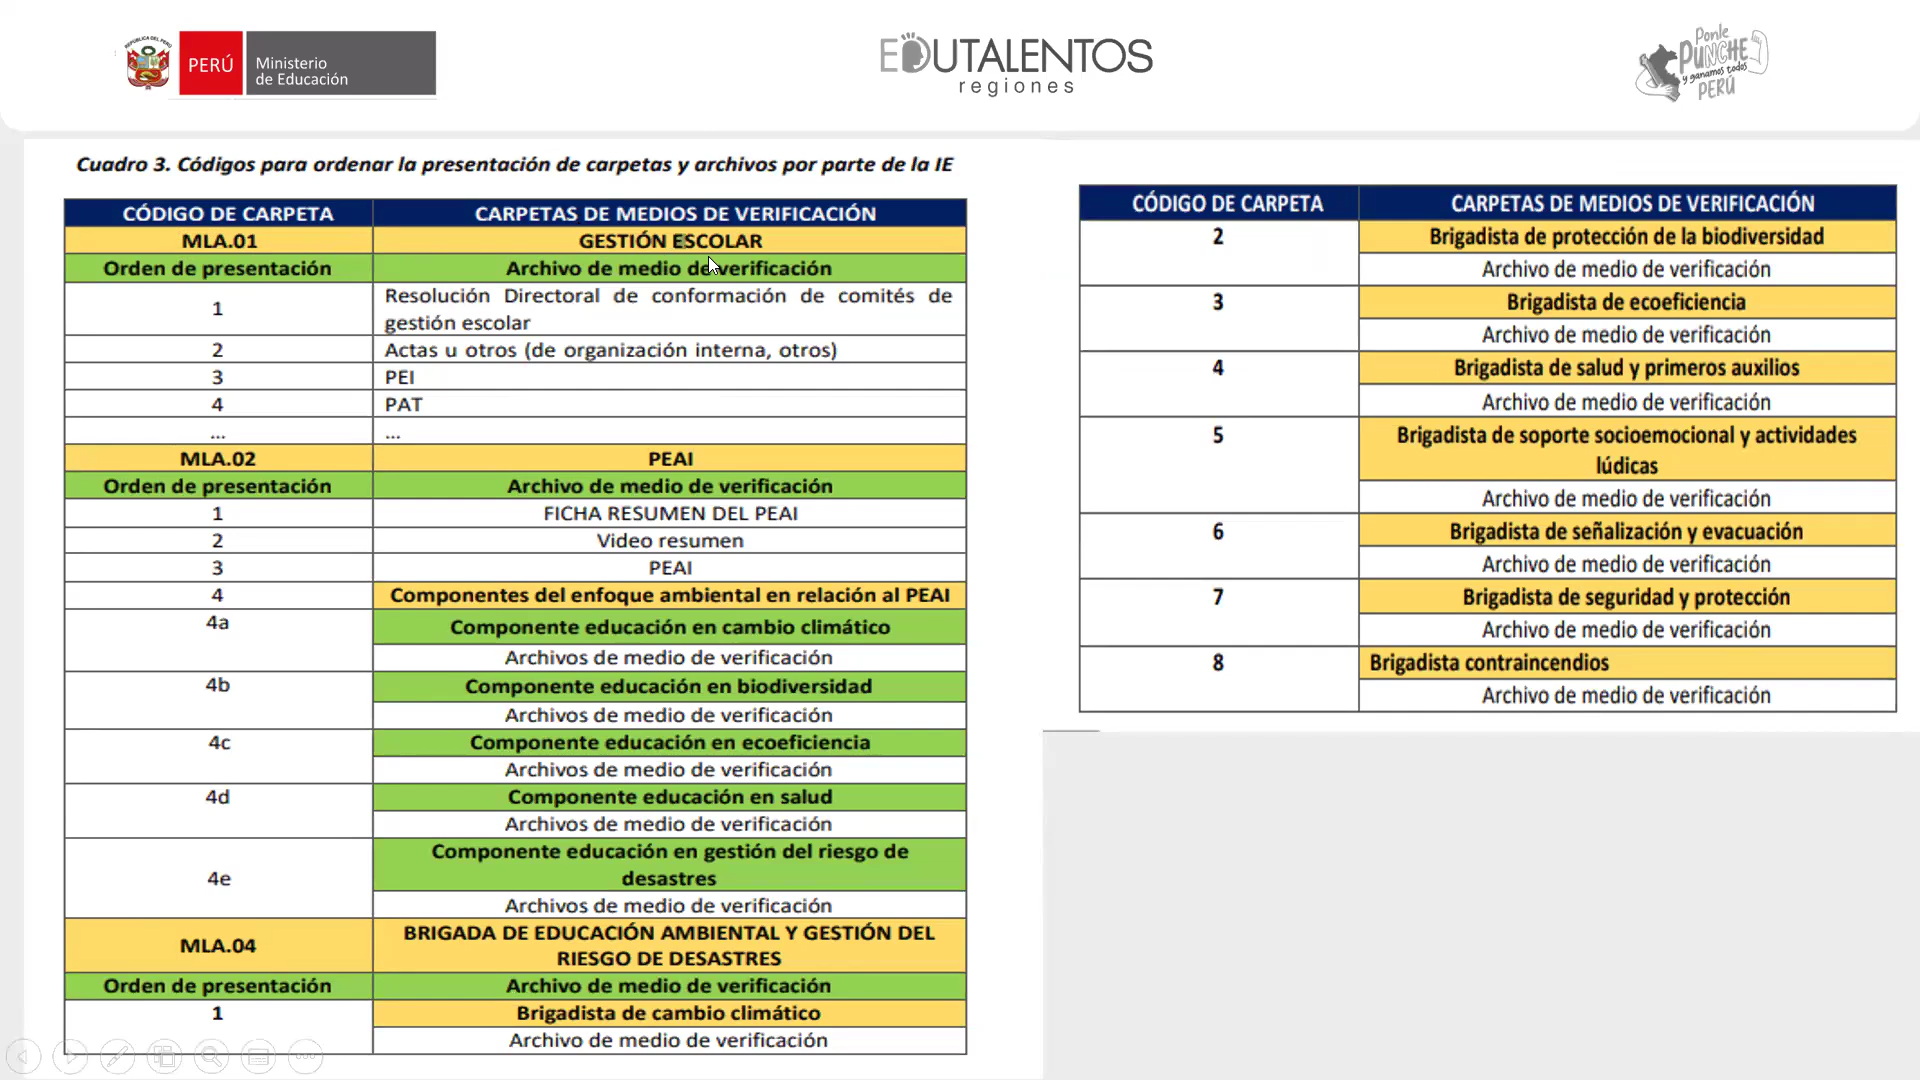 REPÚBLICA DEL PERÚ
PERÚ
Ministerio
de Educación
EDUTALENTOS
regiones
Ponle
PUNCHE
y ganamos todos
PERÚ
Cuadro 3. Códigos para ordenar la presentación de carpetas y archivos por parte de la IE
CÓDIGO DE CARPETA CARPETAS DE MEDIOS DE VERIFICACIÓN
MLA.01 GESTIÓN ESCOLAR
Orden de presentación Archivo de medio de verificación
1 Resolución Directoral de conformación de comités de
gestión escolar
2 Actas u otros (de organización interna, otros)
3 PEI
4 PAT
... ...
MLA.02 PEAI
Orden de presentación Archivo de medio de verificación
1 FICHA RESUMEN DEL PEAI
2 Video resumen
3 PEAI
4 Componentes del enfoque ambiental en relación al PEAI
4a Componente educación en cambio climático
Archivos de medio de verificación
4b Componente educación en biodiversidad
Archivos de medio de verificación
4c Componente educación en ecoeficiencia
Archivos de medio de verificación
4d Componente educación en salud
Archivos de medio de verificación
4e Componente educación en gestión del riesgo de
desastres
Archivos de medio de verificación
MLA.04 BRIGADA DE EDUCACIÓN AMBIENTAL Y GESTIÓN DEL
RIESGO DE DESASTRES
Orden de presentación Archivo de medio de verificación
1 Brigadista de cambio climático
Archivo de medio de verificación
CÓDIGO DE CARPETA CARPETAS DE MEDIOS DE VERIFICACIÓN
2 Brigadista de protección de la biodiversidad
Archivo de medio de verificación
3 Brigadista de ecoeficiencia
Archivo de medio de verificación
4 Brigadista de salud y primeros auxilios
Archivo de medio de verificación
5 Brigadista de soporte socioemocional y actividades
lúdicas
Archivo de medio de verificación
6 Brigadista de señalización y evacuación
Archivo de medio de verificación
7 Brigadista de seguridad y protección
Archivo de medio de verificación
8 Brigadista contraincendios
Archivo de medio de verificación